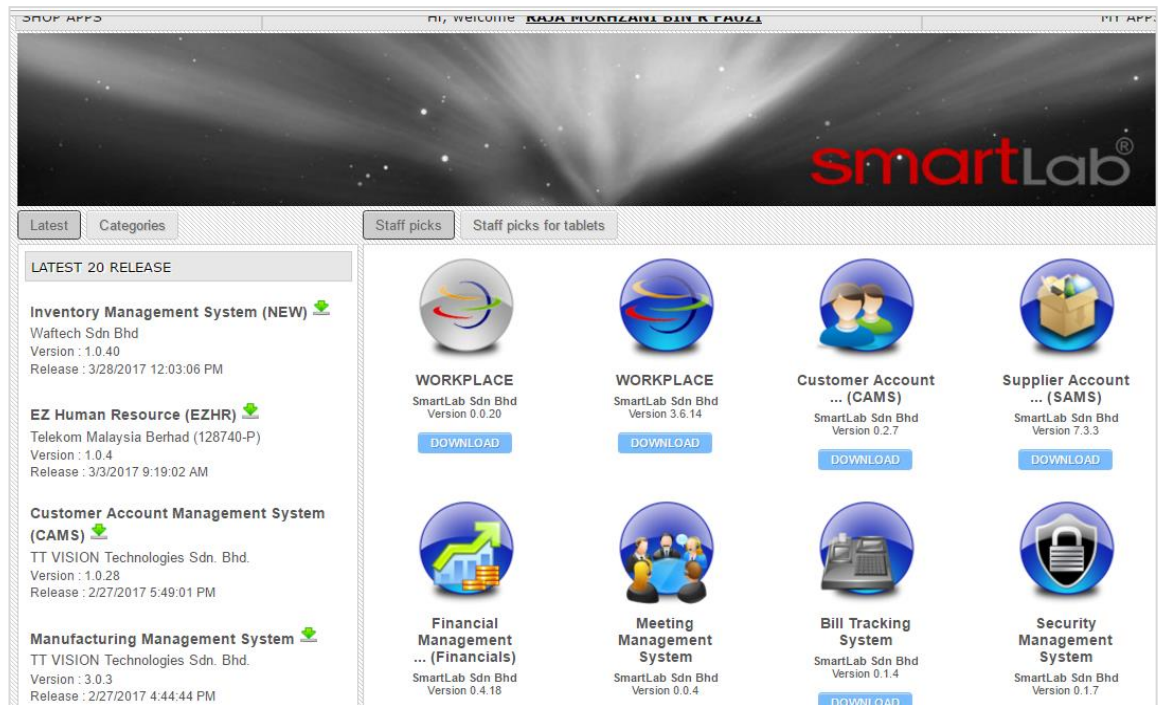 SHOP APPS
Hi, Welcome RAJA MOKHZANI BIN R PAUZI
MY APPS
smartLab®
Latest
Categories
Staff picks
Staff picks for tablets
LATEST 20 RELEASE
Inventory Management System (NEW)
Waftech Sdn Bhd
Version : 1.0.40
Release : 3/28/2017 12:03:06 PM
EZ Human Resource (EZHR)
Telekom Malaysia Berhad (128740-P)
Version : 1.0.4
Release : 3/3/2017 9:19:02 AM
Customer Account Management System
(CAMS)
TT VISION Technologies Sdn. Bhd.
Version : 1.0.28
Release : 2/27/2017 5:49:01 PM
Manufacturing Management System
TT VISION Technologies Sdn. Bhd.
Version : 3.0.3
Release : 2/27/2017 4:44:44 PM
WORKPLACE
SmartLab Sdn Bhd
Version 0.0.20
DOWNLOAD
WORKPLACE
SmartLab Sdn Bhd
Version 3.6.14
DOWNLOAD
Customer Account
... (CAMS)
SmartLab Sdn Bhd
Version 0.2.7
DOWNLOAD
Supplier Account
... (SAMS)
SmartLab Sdn Bhd
Version 7.3.3
DOWNLOAD
Financial
Management
... (Financials)
SmartLab Sdn Bhd
Version 0.4.18
Meeting
Management
System
SmartLab Sdn Bhd
Version 0.0.4
Bill Tracking
System
SmartLab Sdn Bhd
Version 0.1.4
DOWNLOAD
Security
Management
System
SmartLab Sdn Bhd
Version 0.1.7